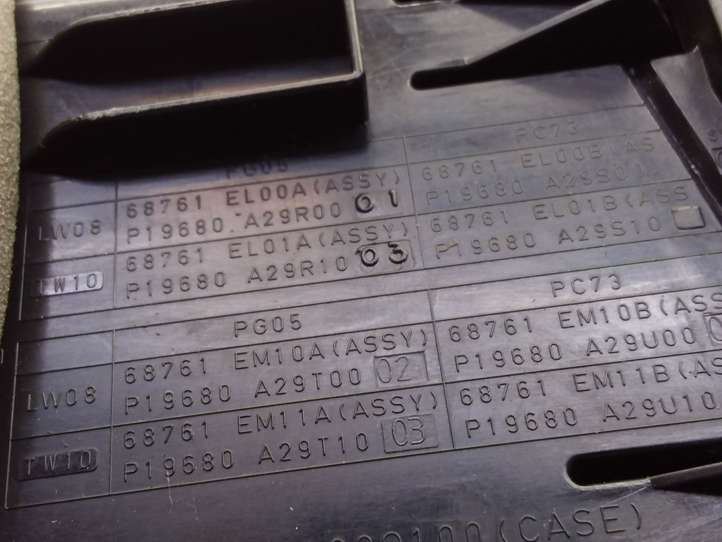 PG05 PC73
LW08 68761 EL00A(ASSY) 68761 EL00B(AS
P19680 A29R00 01 P19680 A29S01
TW10 68761 EL01A(ASSY) 68761 EL01B(ASS
P19680 A29R10 03 P19680 A29S10
PG05 PC73
LW08 68761 EM10A(ASSY) 68761 EM10B(ASS
P19680 A29T00 02 P19680 A29U00
TW10 68761 EM11A(ASSY) 68761 EM11B(AS
P19680 A29T10 03 P19680 A29U10
(CASE)